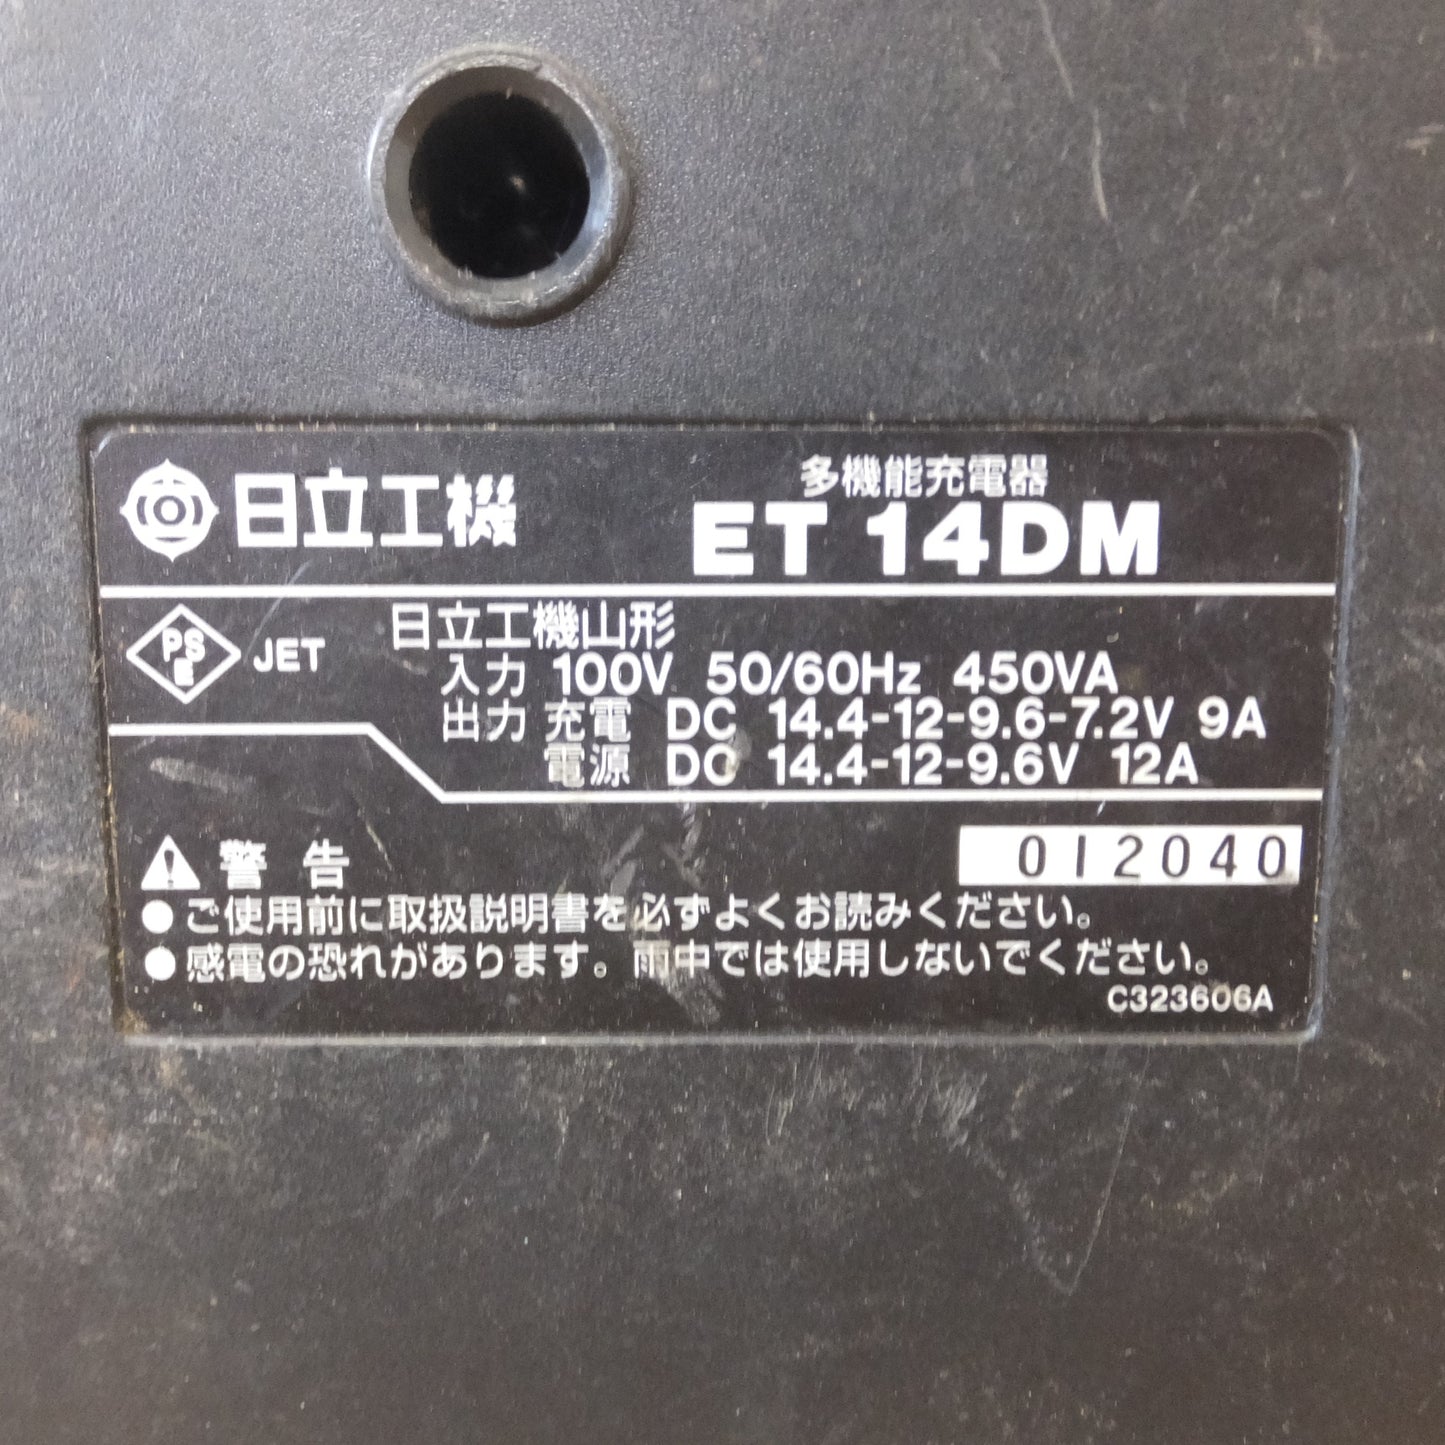 日立工機
多機能充電器
ET 14DM
PS
E
JET
日立工機山形
入力 100V 50/60Hz 450VA
出力 充電 DC 14.4-12-9.6-7.2V 9A
電源 DC 14.4-12-9.6V 12A
012040
警告
●ご使用前に取扱説明書を必ずよくお読みください。
●感電の恐れがあります。雨中では使用しないでください。
C323606A